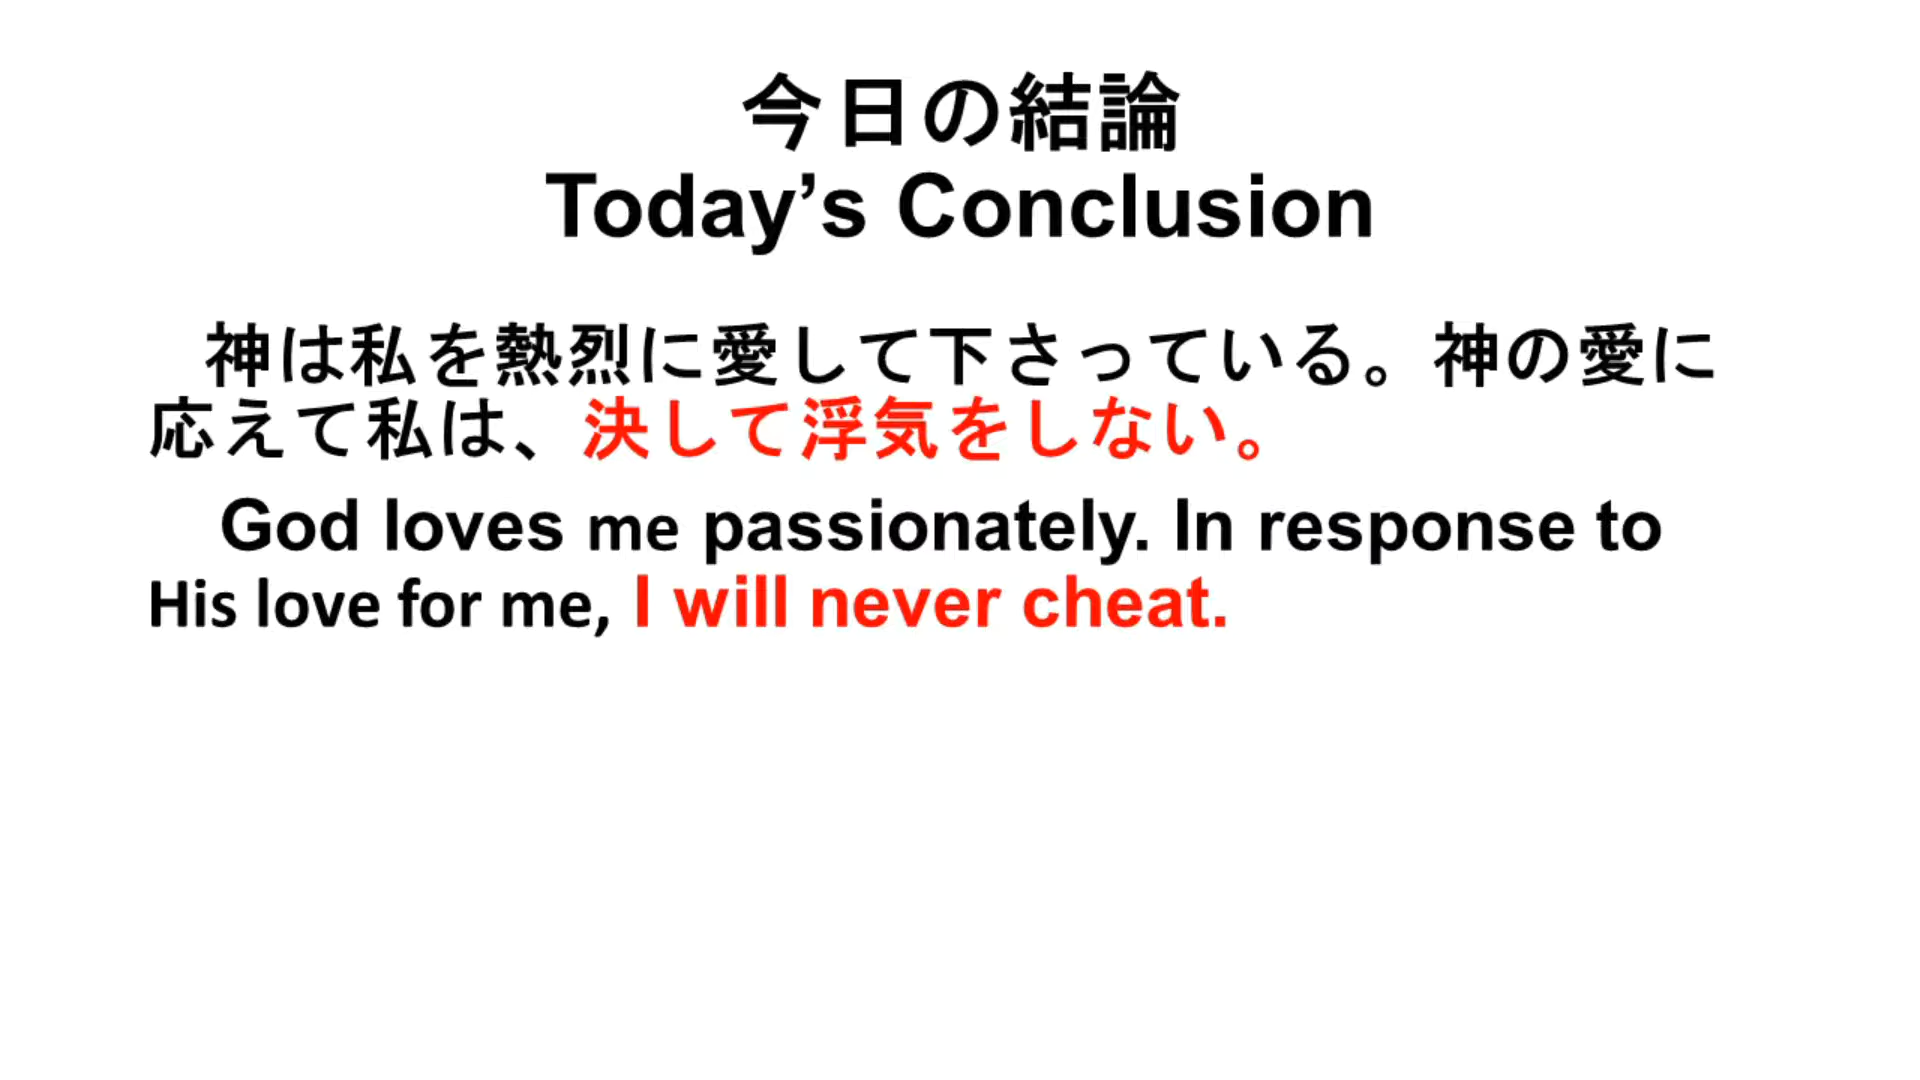 今日の結論
Today’s Conclusion
神は私を熱烈に愛して下さっている。神の愛に
応えて私は、決して浮気をしない。
God loves me passionately. In response to
His love for me, I will never cheat.